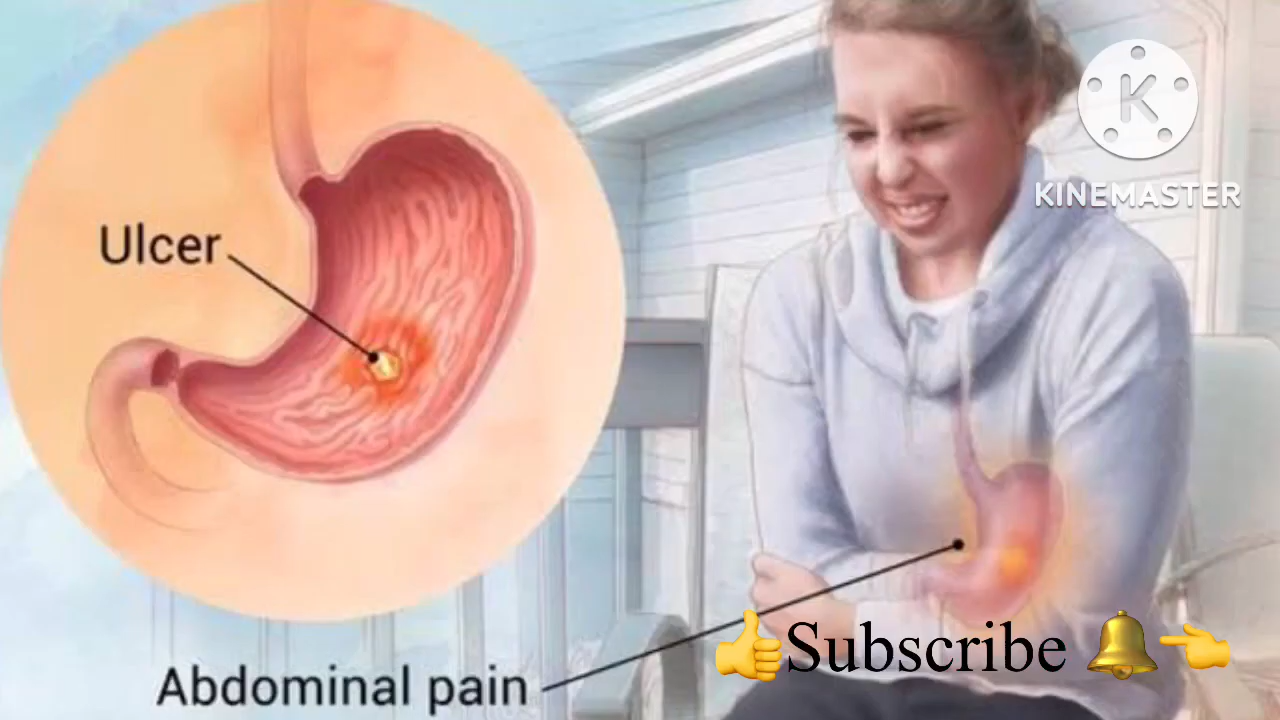 K
KINEMASTER
Ulcer
👍Subscribe 🔔👈
Abdominal pain